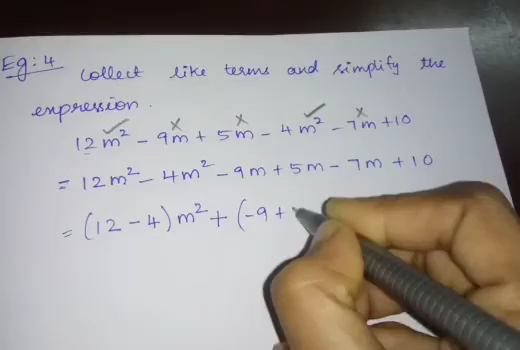 Eg: 4 Collect like terms and simplify the
expression.
12m² - 9m + 5m - 4m² - 7m + 10
= 12m² - 4m² - 9m + 5m - 7m + 10
= (12 - 4) m² + (-9 +